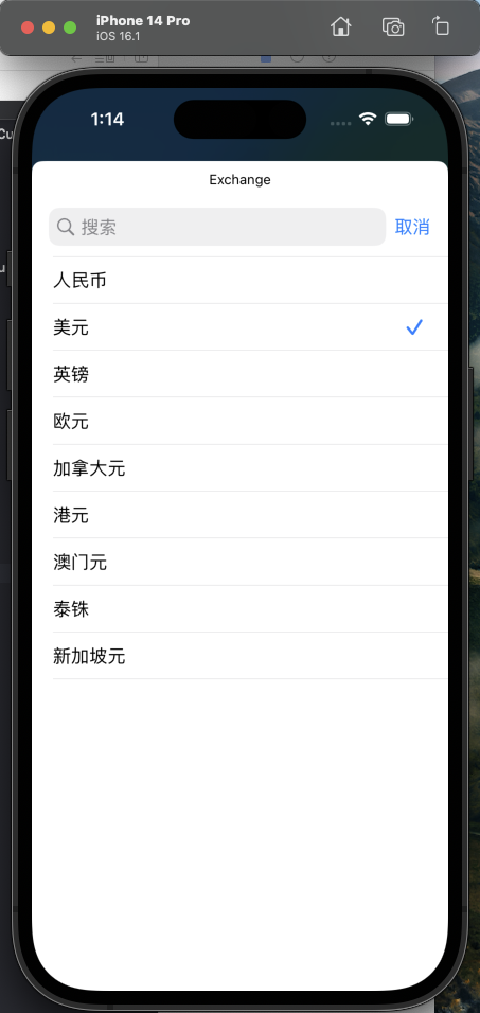 iPhone 14 Pro
iOS 16.1
Cu
u
1:14
Exchange
搜索
取消
人民币
美元
英镑
欧元
加拿大元
港元
澳门元
泰铢
新加坡元